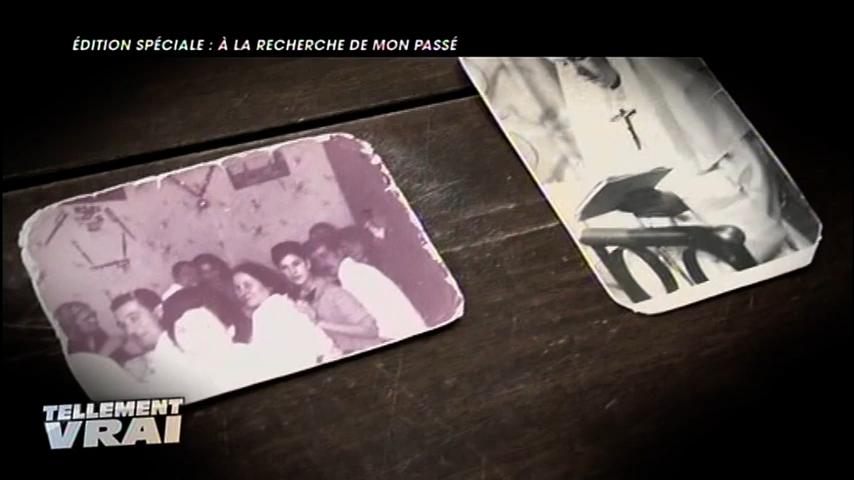 ÉDITION SPÉCIALE : À LA RECHERCHE DE MON PASSÉ
TELLEMENT
VRAI